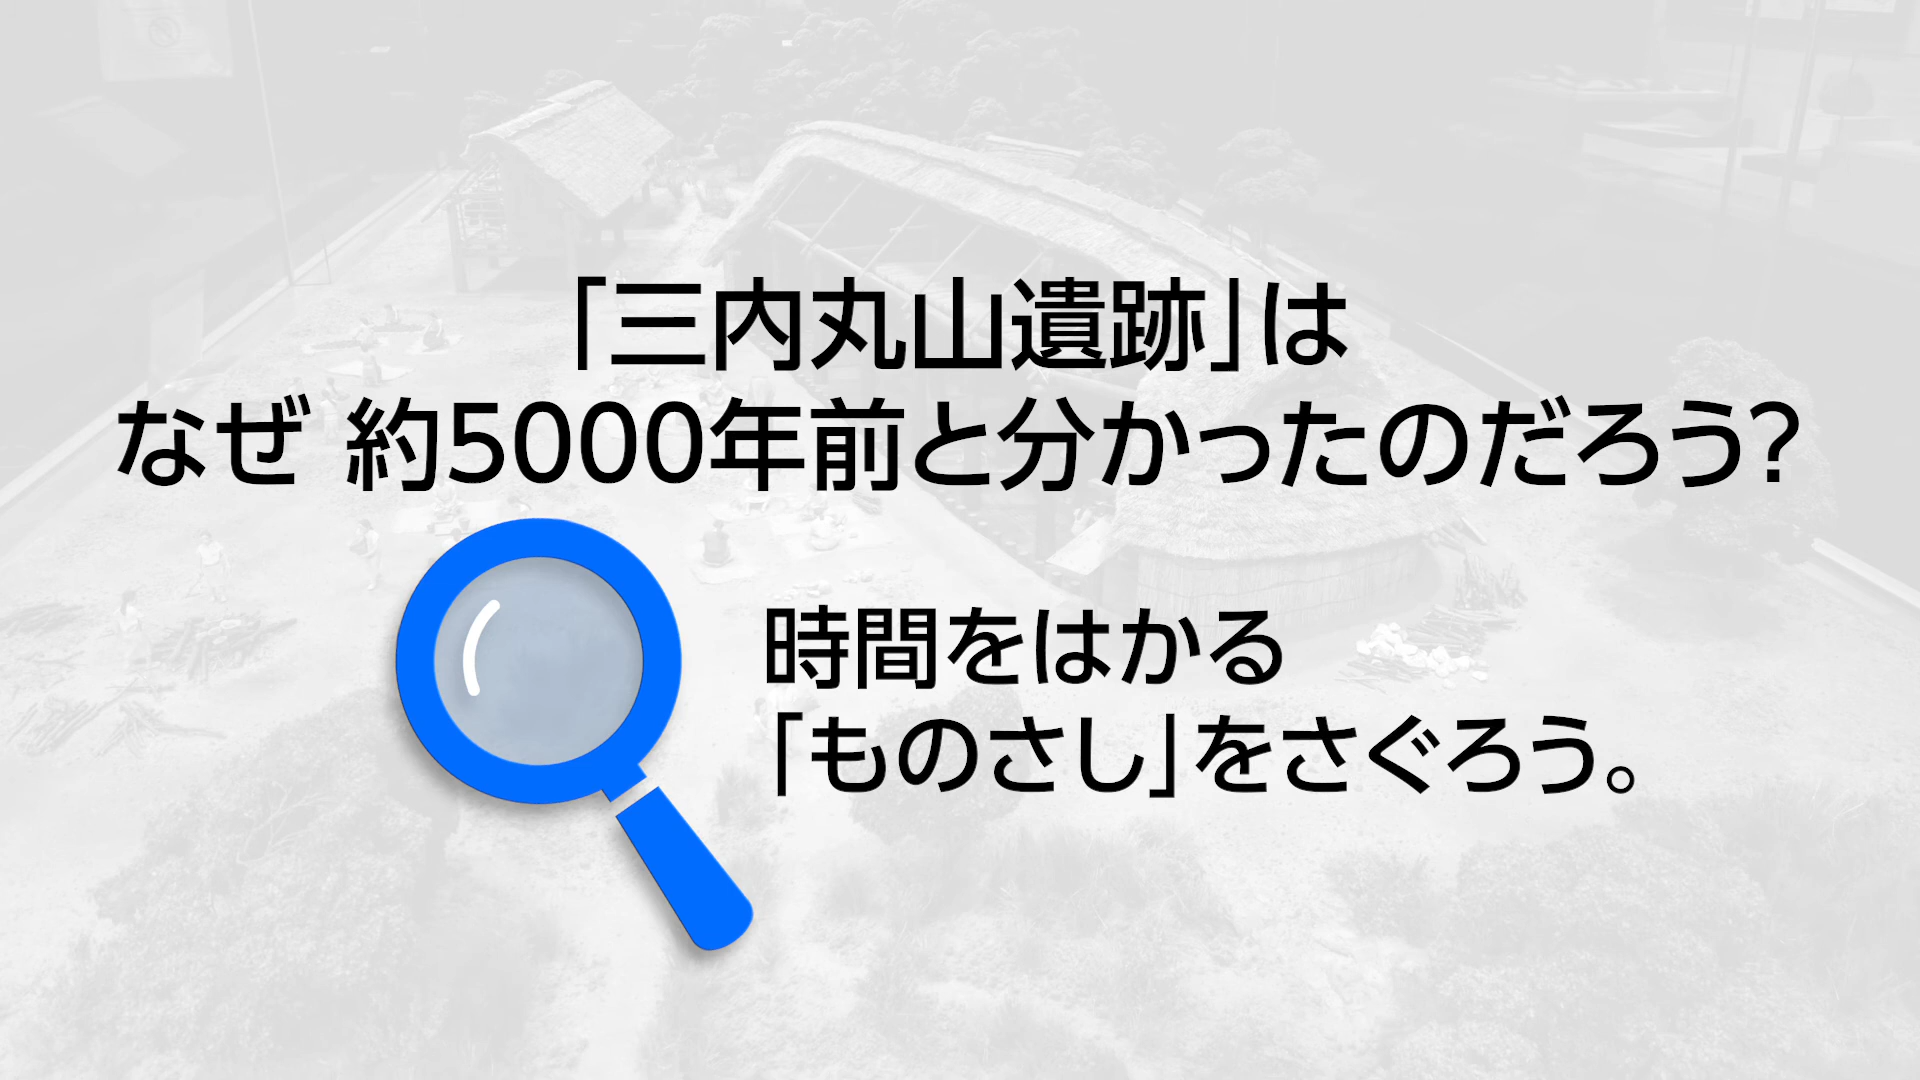 「三内丸山遺跡」は
なぜ 約5000年前と分かったのだろう?
時間をはかる
「ものさし」をさぐろう。